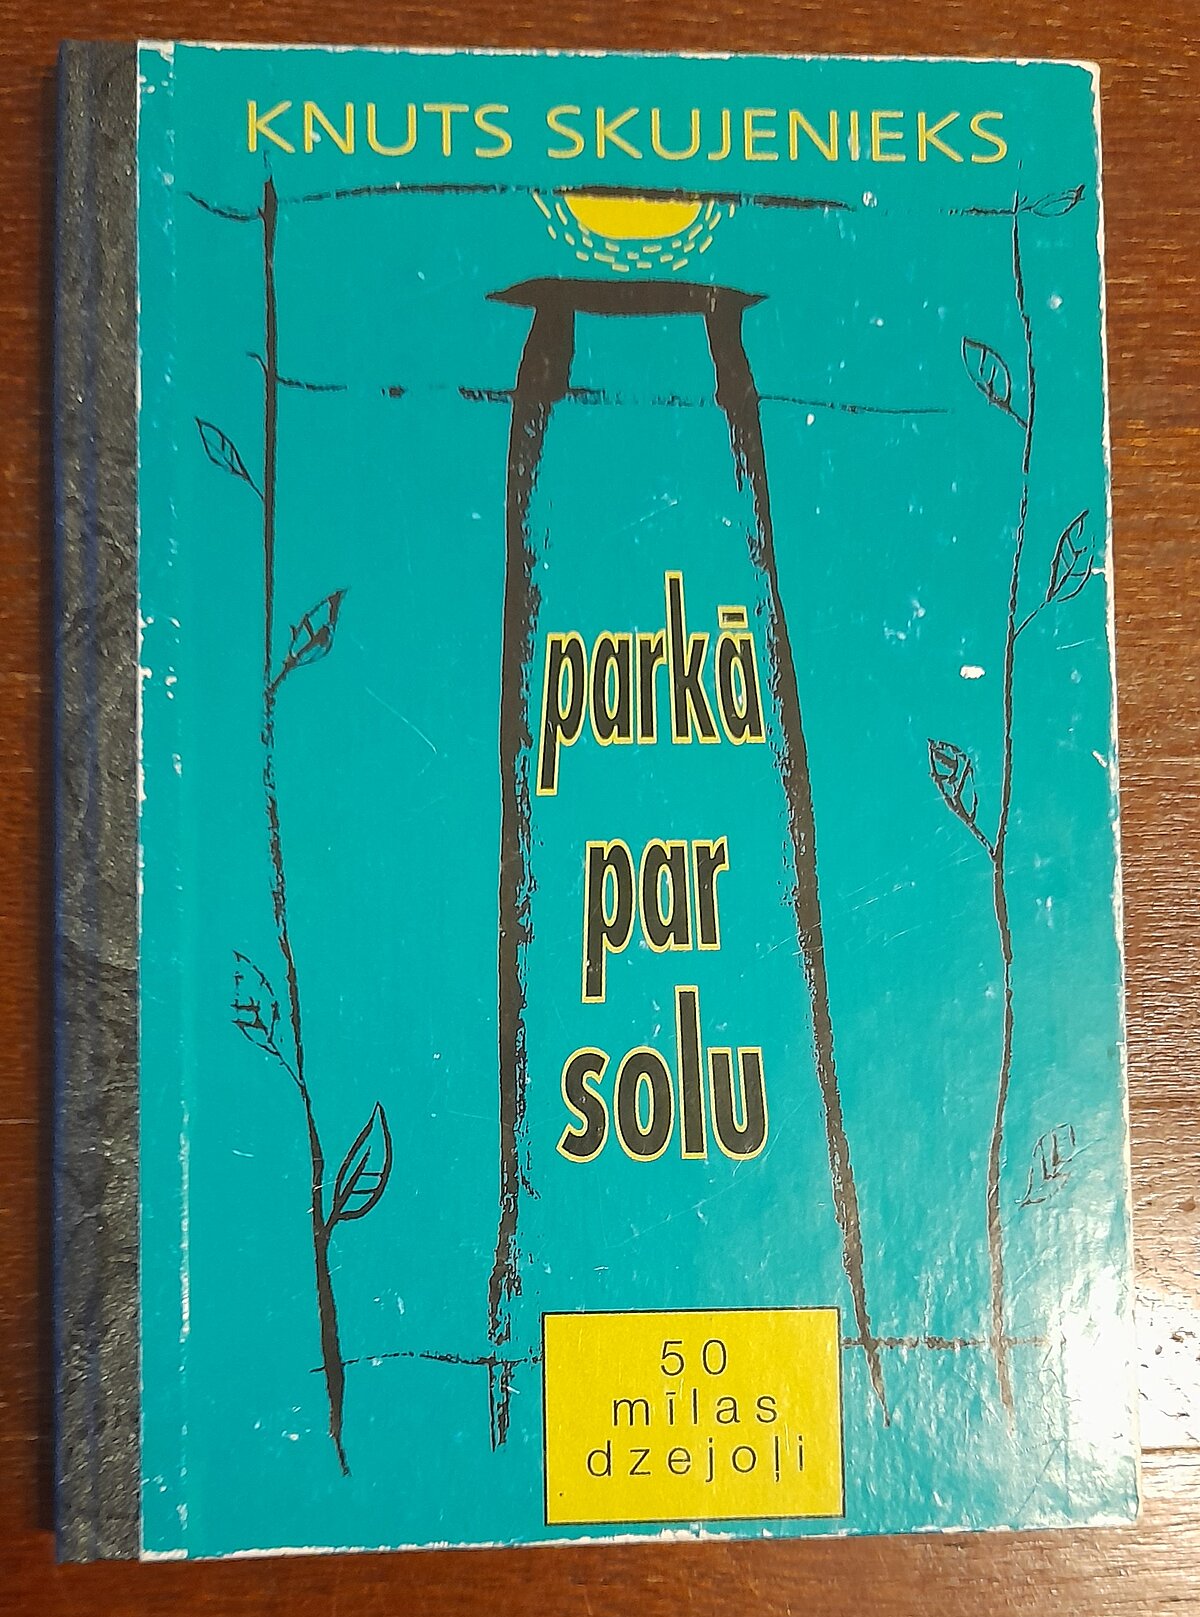 KNUTS SKUJENIEKS
parkā
par
solu
50
mīlas
dzejoļi